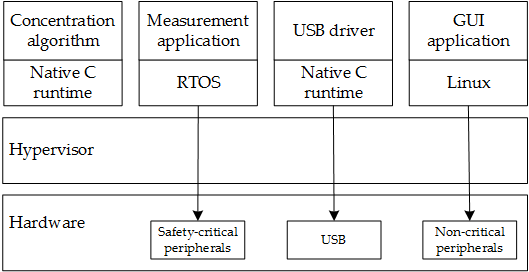 Concentration
algorithm
Native C
runtime
Measurement
application
RTOS
USB driver
Native C
runtime
GUI
application
Linux
Hypervisor
Hardware
Safety-critical
peripherals
USB
Non-critical
peripherals